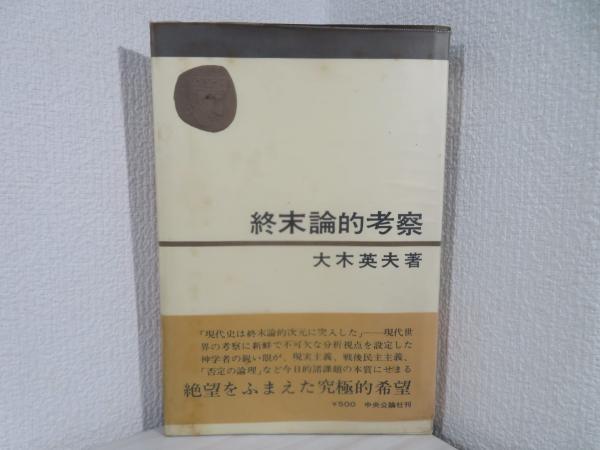 終末論的考察
大木英夫著
「現代史は終末論的次元に突入した」――現代世
界の考察に新鮮で不可欠な分析視点を設定した
神学者の鋭い眼が、現実主義、戦後民主主義、
「否定の論理」など今日的諸課題の本質にせまる
絶望をふまえた究極的希望
¥500 中央公論社刊